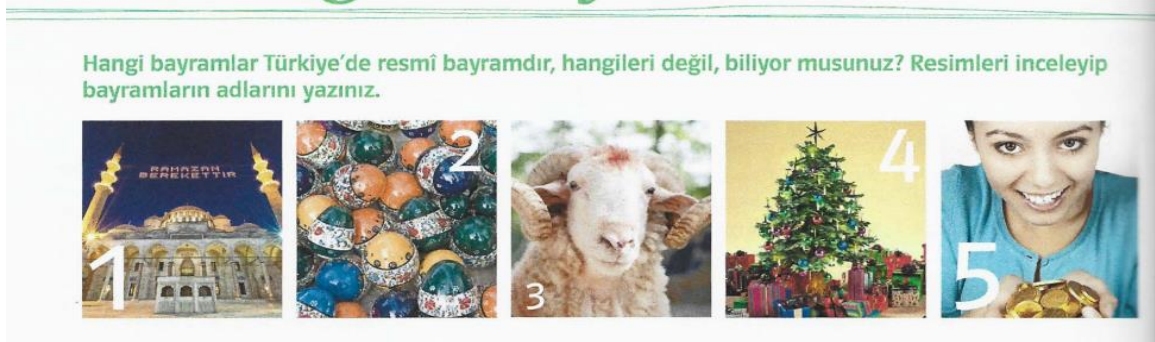 Hangi bayramlar Türkiye'de resmî bayramdır, hangileri değil, biliyor musunuz? Resimleri inceleyip
bayramların adlarını yazınız.
RAMAZAN
BEREKETTİR
1
2
3
4
5